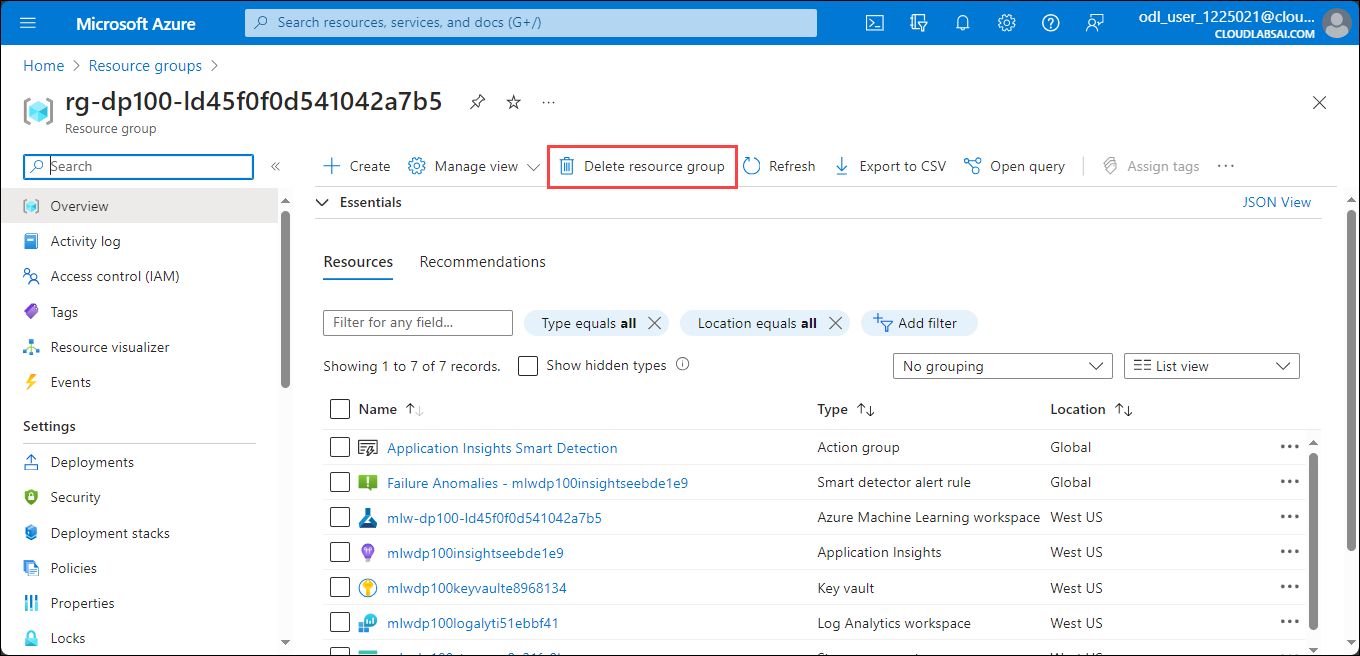 Microsoft Azure
Search resources, services, and docs (G+/)
odl_user_1225021@clou...
CLOUDLABSAI.COM
Home > Resource groups >
rg-dp100-ld45f0f0d541042a7b5
Resource group
Search
Create
Manage view
Delete resource group
Refresh
Export to CSV
Open query
Assign tags
Overview
Activity log
Access control (IAM)
Tags
Resource visualizer
Events
Settings
Deployments
Security
Deployment stacks
Policies
Properties
Locks
Essentials
JSON View
Resources
Recommendations
Filter for any field...
Type equals all
Location equals all
Add filter
Showing 1 to 7 of 7 records.
Show hidden types
No grouping
List view
Name Type Location
Application Insights Smart Detection Action group Global
Failure Anomalies - mlwdp100insightseebde1e9 Smart detector alert rule Global
mlw-dp100-ld45f0f0d541042a7b5 Azure Machine Learning workspace West US
mlwdp100insightseebde1e9 Application Insights West US
mlwdp100keyvaulte8968134 Key vault West US
mlwdp100logalyti51ebbf41 Log Analytics workspace West US